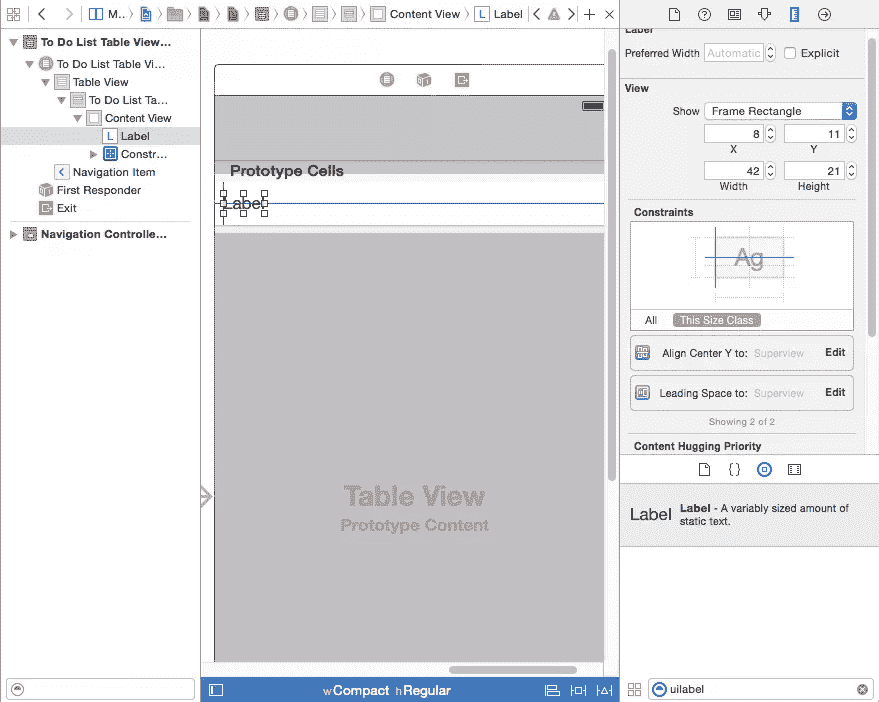 M...
Content View
L Label
To Do List Table View...
To Do List Table Vi...
Table View
To Do List Ta...
Content View
L Label
Constr...
Navigation Item
First Responder
Exit
Navigation Controlle...
Prototype Cells
Label
Table View
Prototype Content
wCompact hRegular
Label
Preferred Width Automatic Explicit
View
Show Frame Rectangle
8 11
X Y
42 21
Width Height
Constraints
Ag
All This Size Class
Align Center Y to: Superview Edit
Leading Space to: Superview Edit
Showing 2 of 2
Content Hugging Priority
{}
Label Label - A variably sized amount of
static text.
uilabel